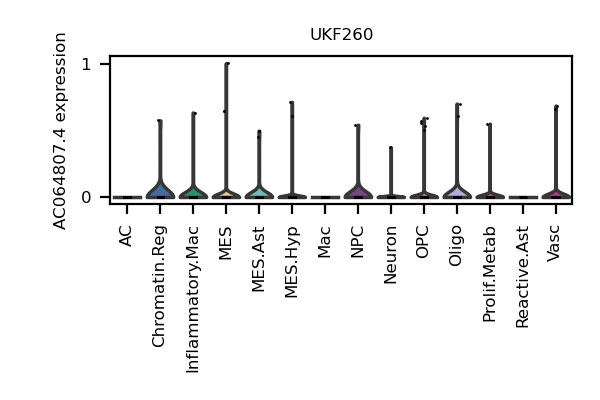 UKF260
AC064807.4 expression
1
0
AC
Chromatin.Reg
Inflammatory.Mac
MES
MES.Ast
MES.Hyp
Mac
NPC
Neuron
OPC
Oligo
Prolif.Metab
Reactive.Ast
Vasc